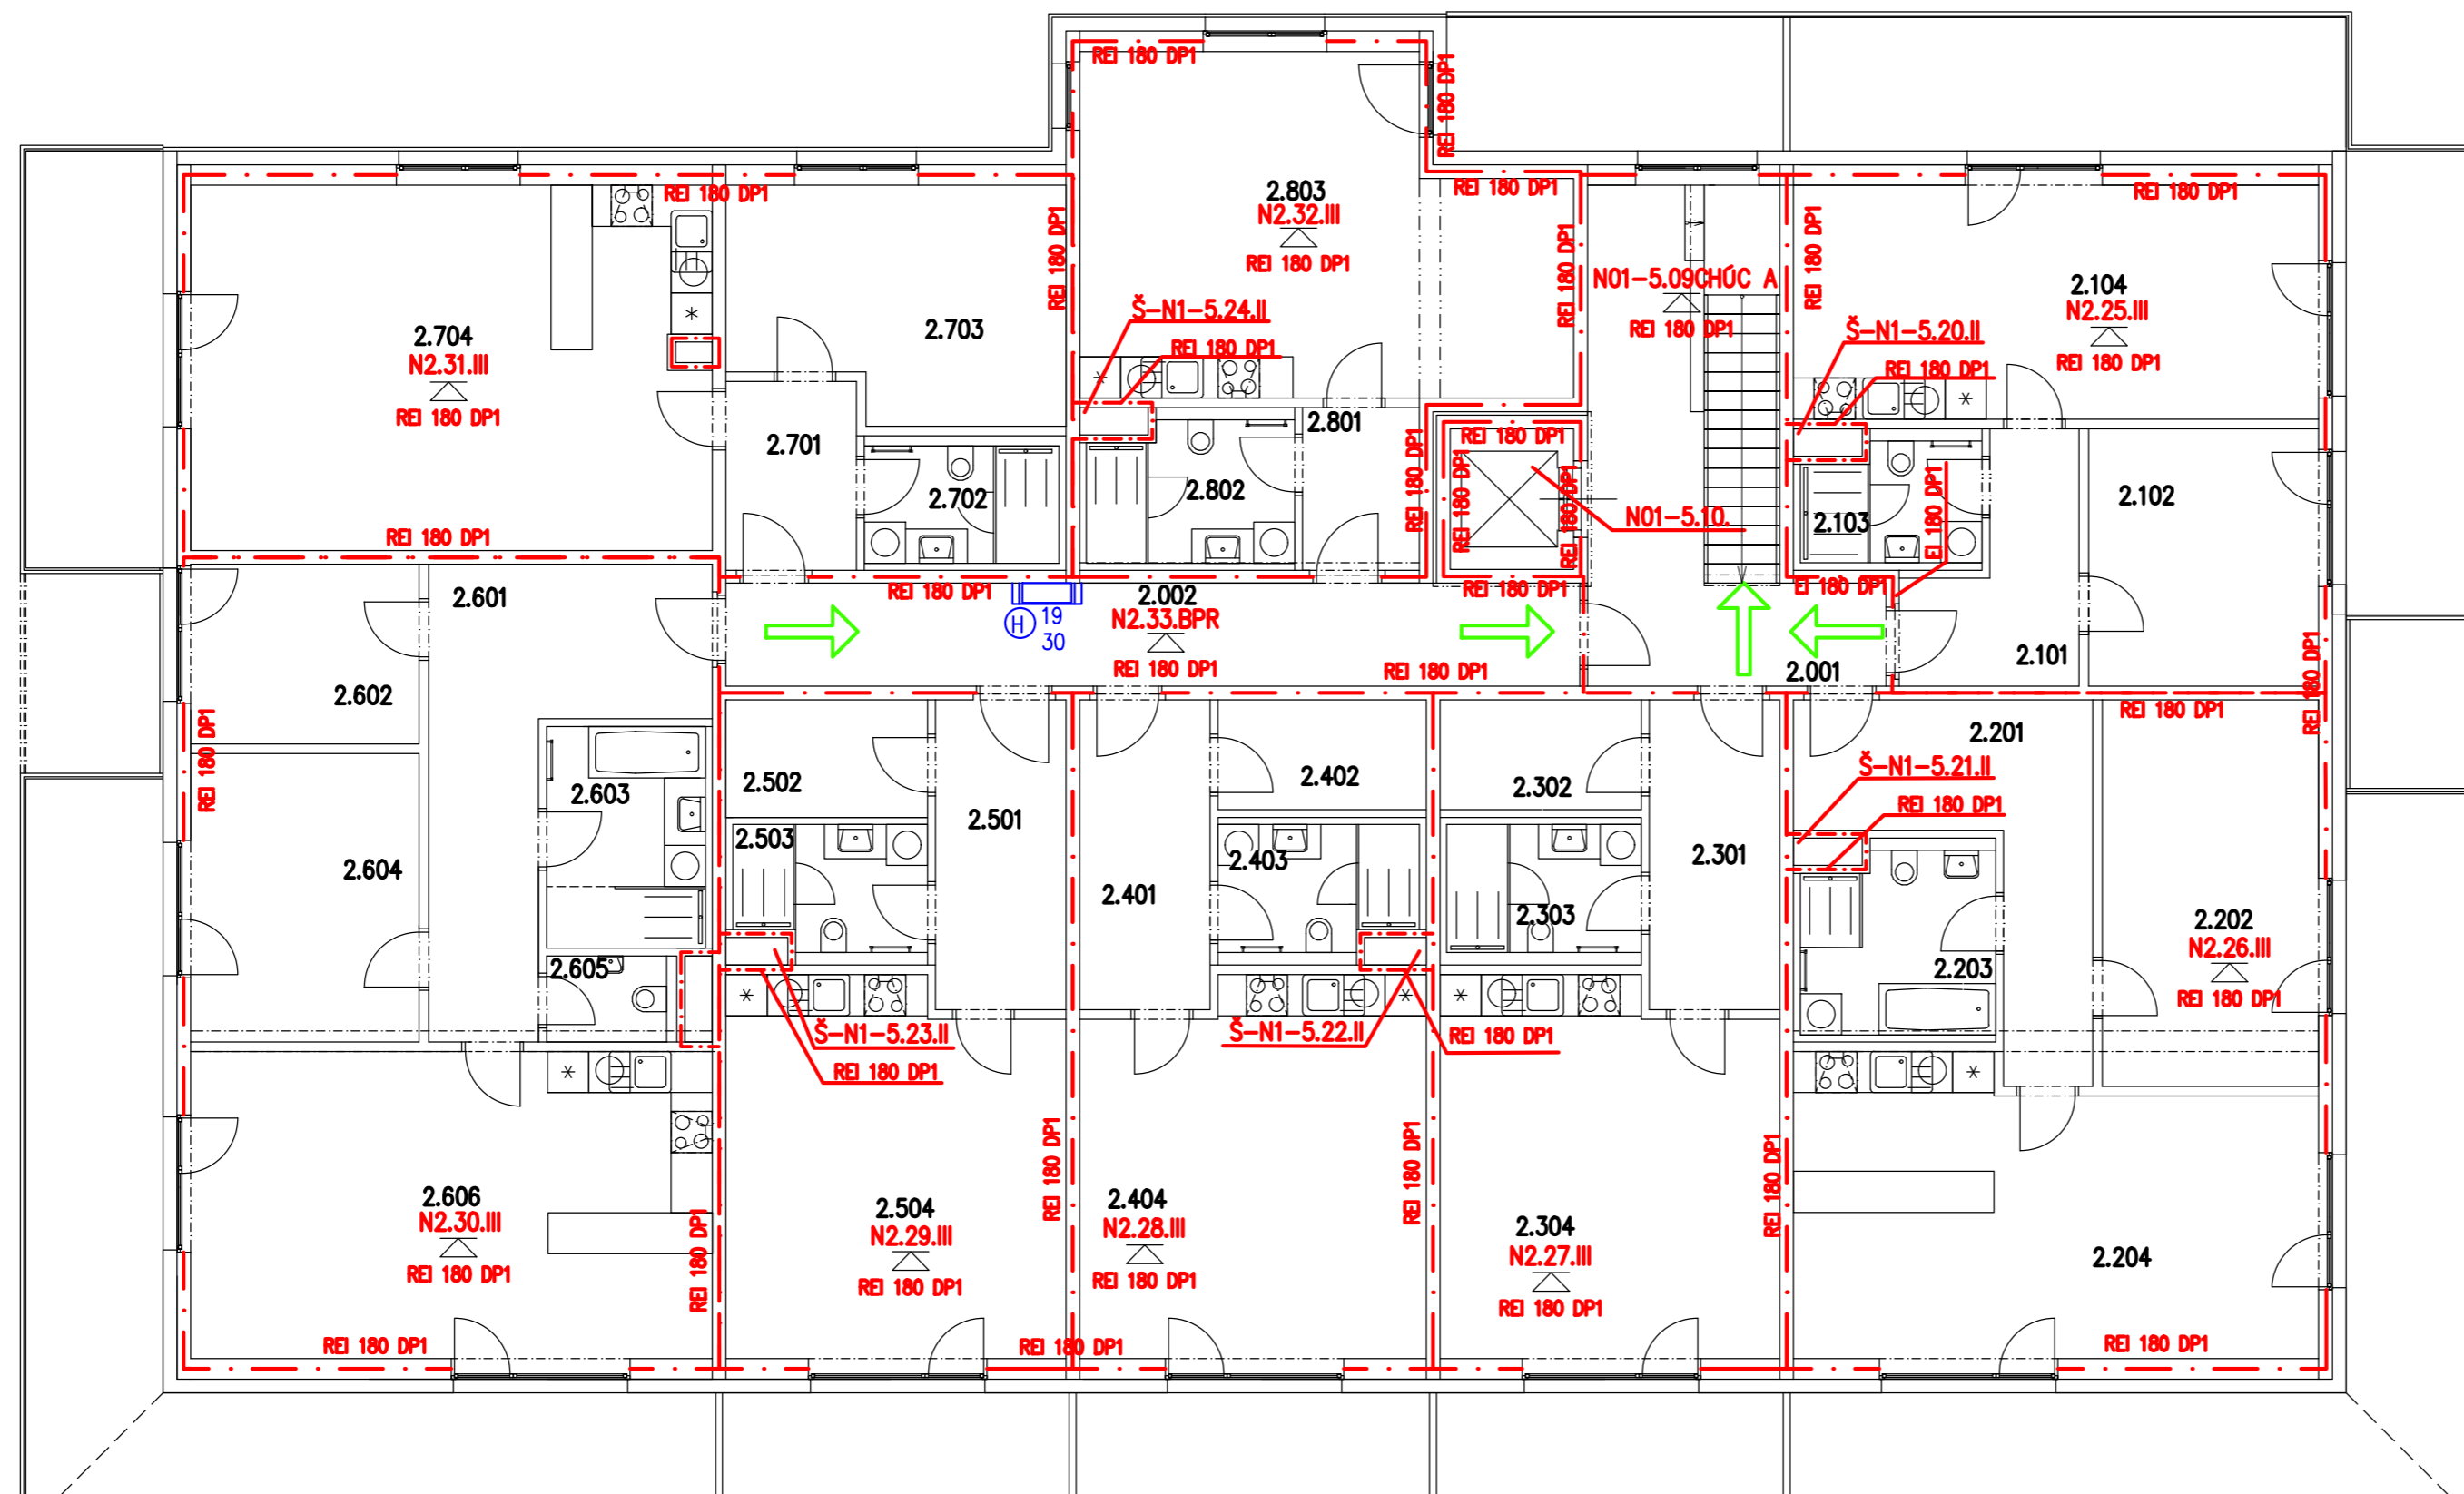 REI 180 DP1
REI 180 DP1
REI 180 DP1
REI 180 DP1
REI 180 DP1
2.803
N2.32.III
REI 180 DP1
REI 180 DP1
REI 180 DP1
REI 180 DP1
REI 180 DP1
N01-5.09CHÚC A
REI 180 DP1
2.104
N2.25.III
REI 180 DP1
2.704
N2.31.III
REI 180 DP1
2.703
Š-N1-5.24.II
REI 180 DP1
Š-N1-5.20.II
REI 180 DP1
2.701
2.801
REI 180 DP1
REI 180 DP1
REI 180 DP1
REI 180 DP1
2.702
2.802
N01-5.10.
2.103
EI 180 DP1
2.102
REI 180 DP1
REI 180 DP1
REI 180 DP1
EI 180 DP1
2.601
2.002
N2.33.BPR
REI 180 DP1
H
19
30
REI 180 DP1
2.001
2.101
REI 180 DP1
2.602
REI 180 DP1
REI 180 DP1
2.201
Š-N1-5.21.II
REI 180 DP1
2.603
2.502
2.402
2.302
2.501
2.503
2.403
2.301
2.604
2.401
2.303
2.202
N2.26.III
REI 180 DP1
2.605
2.203
Š-N1-5.23.II
REI 180 DP1
Š-N1-5.22.II
REI 180 DP1
REI 180 DP1
REI 180 DP1
REI 180 DP1
REI 180 DP1
2.606
N2.30.III
REI 180 DP1
2.504
N2.29.III
REI 180 DP1
2.404
N2.28.III
REI 180 DP1
2.304
N2.27.III
REI 180 DP1
2.204
REI 180 DP1
REI 180 DP1
REI 180 DP1